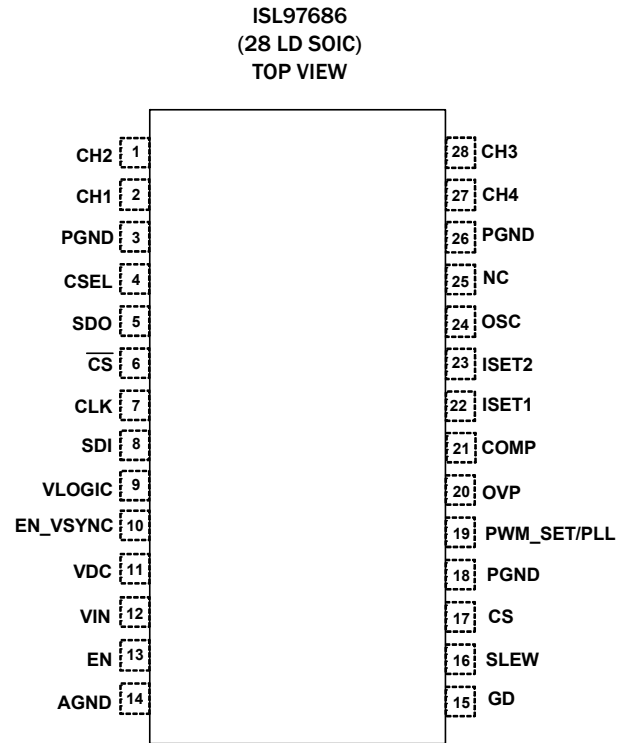 ISL97686
(28 LD SOIC)
TOP VIEW
CH2 1
CH1 2
PGND 3
CSEL 4
SDO 5
C̅S̅ 6
CLK 7
SDI 8
VLOGIC 9
EN_VSYNC 10
VDC 11
VIN 12
EN 13
AGND 14
28 CH3
27 CH4
26 PGND
25 NC
24 OSC
23 ISET2
22 ISET1
21 COMP
20 OVP
19 PWM_SET/PLL
18 PGND
17 CS
16 SLEW
15 GD